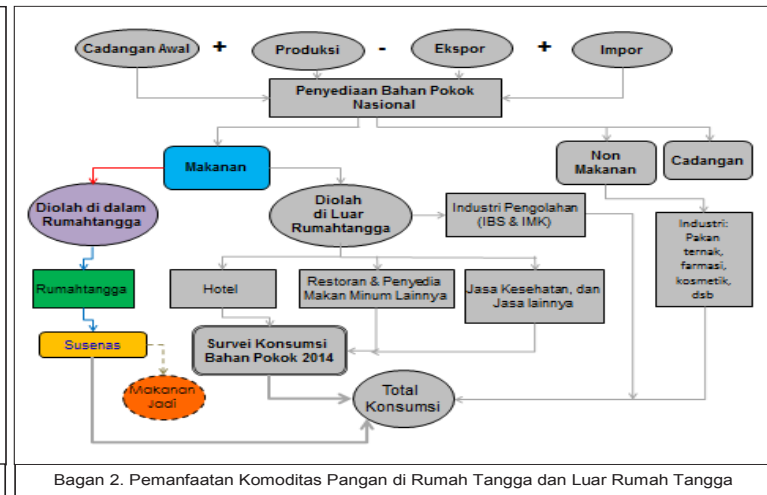 Cadangan Awal + Produksi - Ekspor + Impor
Penyediaan Bahan Pokok
Nasional
Makanan
Non
Makanan
Cadangan
Diolah di dalam
Rumahtangga
Diolah
di Luar
Rumahtangga
Industri Pengolahan
(IBS & IMK)
Industri:
Pakan
ternak,
farmasi,
kosmetik,
dsb
Rumahtangga
Hotel
Restoran & Penyedia
Makan Minum Lainnya
Jasa Kesehatan, dan
Jasa lainnya
Susenas
Survei Konsumsi
Bahan Pokok 2014
Makanan
Jadi
Total
Konsumsi
Bagan 2. Pemanfaatan Komoditas Pangan di Rumah Tangga dan Luar Rumah Tangga